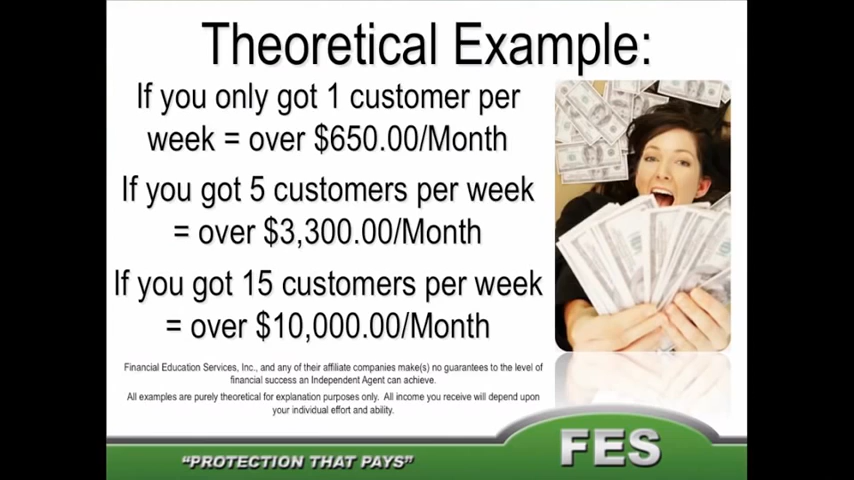 Theoretical Example:
If you only got 1 customer per
week = over $650.00/Month
If you got 5 customers per week
= over $3,300.00/Month
If you got 15 customers per week
= over $10,000.00/Month
Financial Education Services, Inc., and any of their affiliate companies make(s) no guarantees to the level of
financial success an Independent Agent can achieve.
All examples are purely theoretical for explanation purposes only. All income you receive will depend upon
your individual effort and ability.
"PROTECTION THAT PAYS"
FES